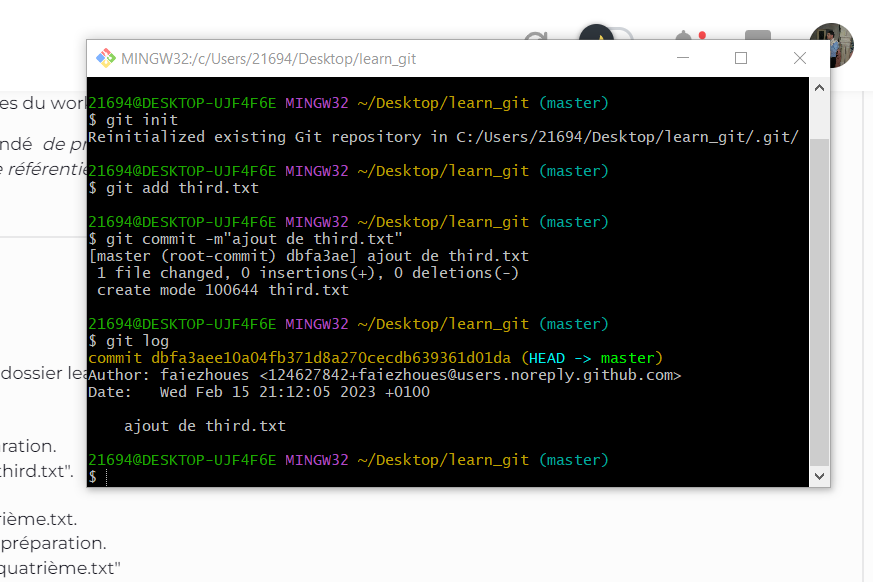 MINGW32:/c/Users/21694/Desktop/learn_git
21694@DESKTOP-UJF4F6E MINGW32 ~/Desktop/learn_git (master)
$ git init
Reinitialized existing Git repository in C:/Users/21694/Desktop/learn_git/.git/
21694@DESKTOP-UJF4F6E MINGW32 ~/Desktop/learn_git (master)
$ git add third.txt
21694@DESKTOP-UJF4F6E MINGW32 ~/Desktop/learn_git (master)
$ git commit -m"ajout de third.txt"
[master (root-commit) dbfa3ae] ajout de third.txt
1 file changed, 0 insertions(+), 0 deletions(-)
create mode 100644 third.txt
21694@DESKTOP-UJF4F6E MINGW32 ~/Desktop/learn_git (master)
$ git log
commit dbfa3aee10a04fb371d8a270cecdb639361d01da (HEAD -> master)
Author: faiezhoues <124627842+faiezhoues@users.noreply.github.com>
Date:   Wed Feb 15 21:12:05 2023 +0100
ajout de third.txt
21694@DESKTOP-UJF4F6E MINGW32 ~/Desktop/learn_git (master)
$
es du wor
ndé de pr
référentie
dossier lea
ration.
hird.txt".
rième.txt.
préparation.
quatrième.txt"